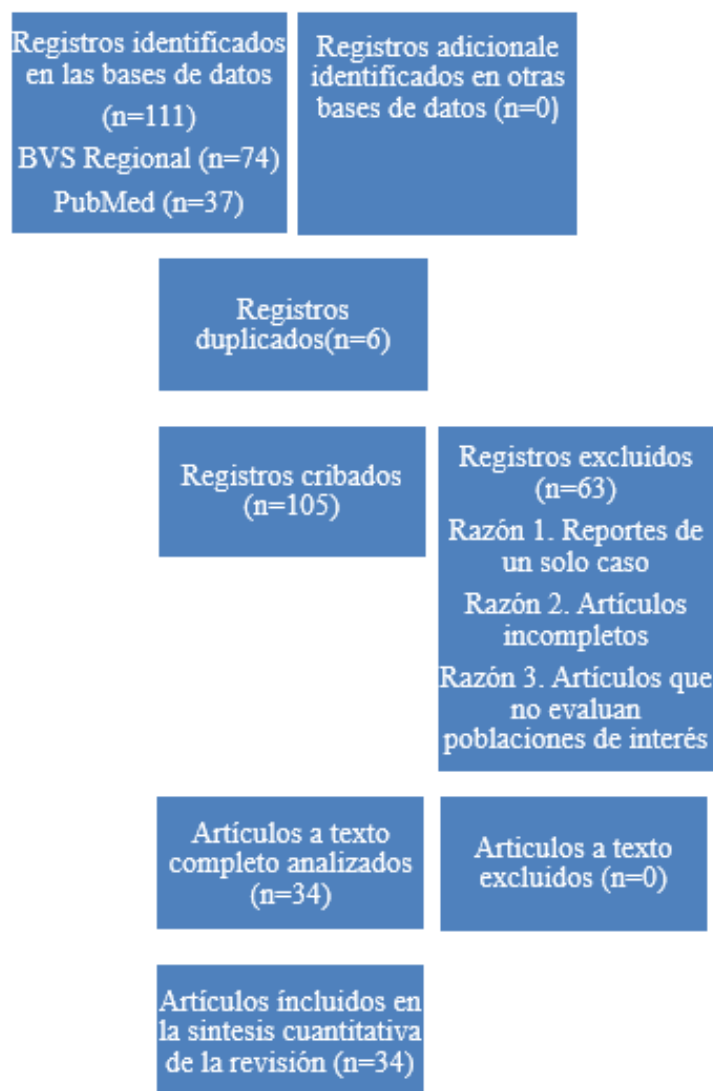 Registros identifícados
en las bases de datos
(n=111)
BVS Regional (n=74)
PubMed (n=37)
Registros adicionale
identifícados en otras
bases de datos (n=0)
Registros
duplicados(n=6)
Registros cribados
(n=105)
Registros excluidos
(n=63)
Razón 1. Reportes de
un solo caso
Razón 2. Artículos
incompletos
Razón 3. Artículos que
no evaluan
poblaciones de interés
Artículos a texto
completo analizados
(n=34)
Articulos a texto
excluidos (n=0)
Artículos íncluidos en
la sintesis cuantitativa
de la revisión (n=34)